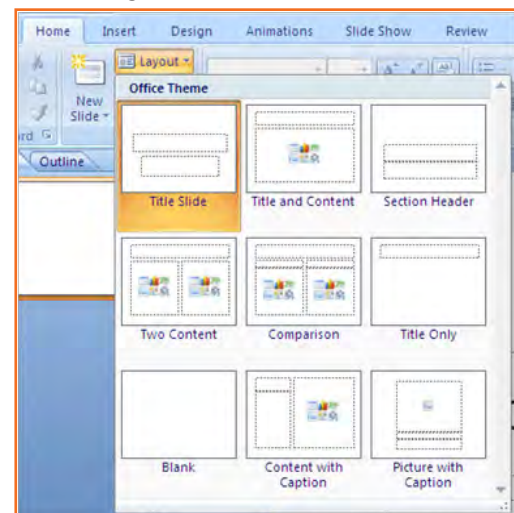 Home Insert Design Animations Slide Show Review
Layout
New
Slide
Office Theme
Outline
Title Slide Title and Content Section Header
Two Content Comparison Title Only
Blank Content with Caption Picture with Caption